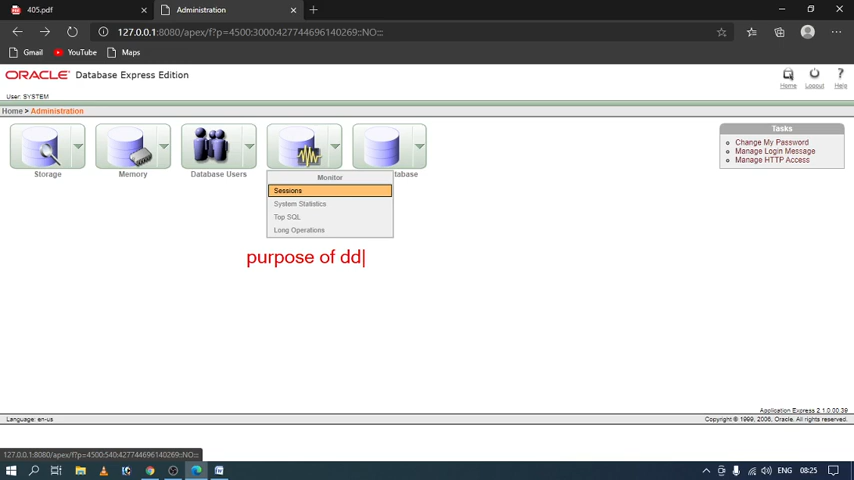 405.pdf
Administration
127.0.0.1:8080/apex/f?p=4500:3000:427744696140269::NO:::
Gmail YouTube Maps
ORACLE Database Express Edition
Home Logout Help
User: SYSTEM
Home > Administration
Storage
Memory
Database Users
Monitor
Sessions
System Statistics
Top SQL
Long Operations
tabase
Tasks
Change My Password
Manage Login Message
Manage HTTP Access
purpose of dd
Application Express 2.1.0.00.39
Language: en-us
Copyright © 1999, 2006, Oracle. All rights reserved.
127.0.0.1:8080/apex/f?p=4500:540:427744696140269::NO:::
ENG 08:25